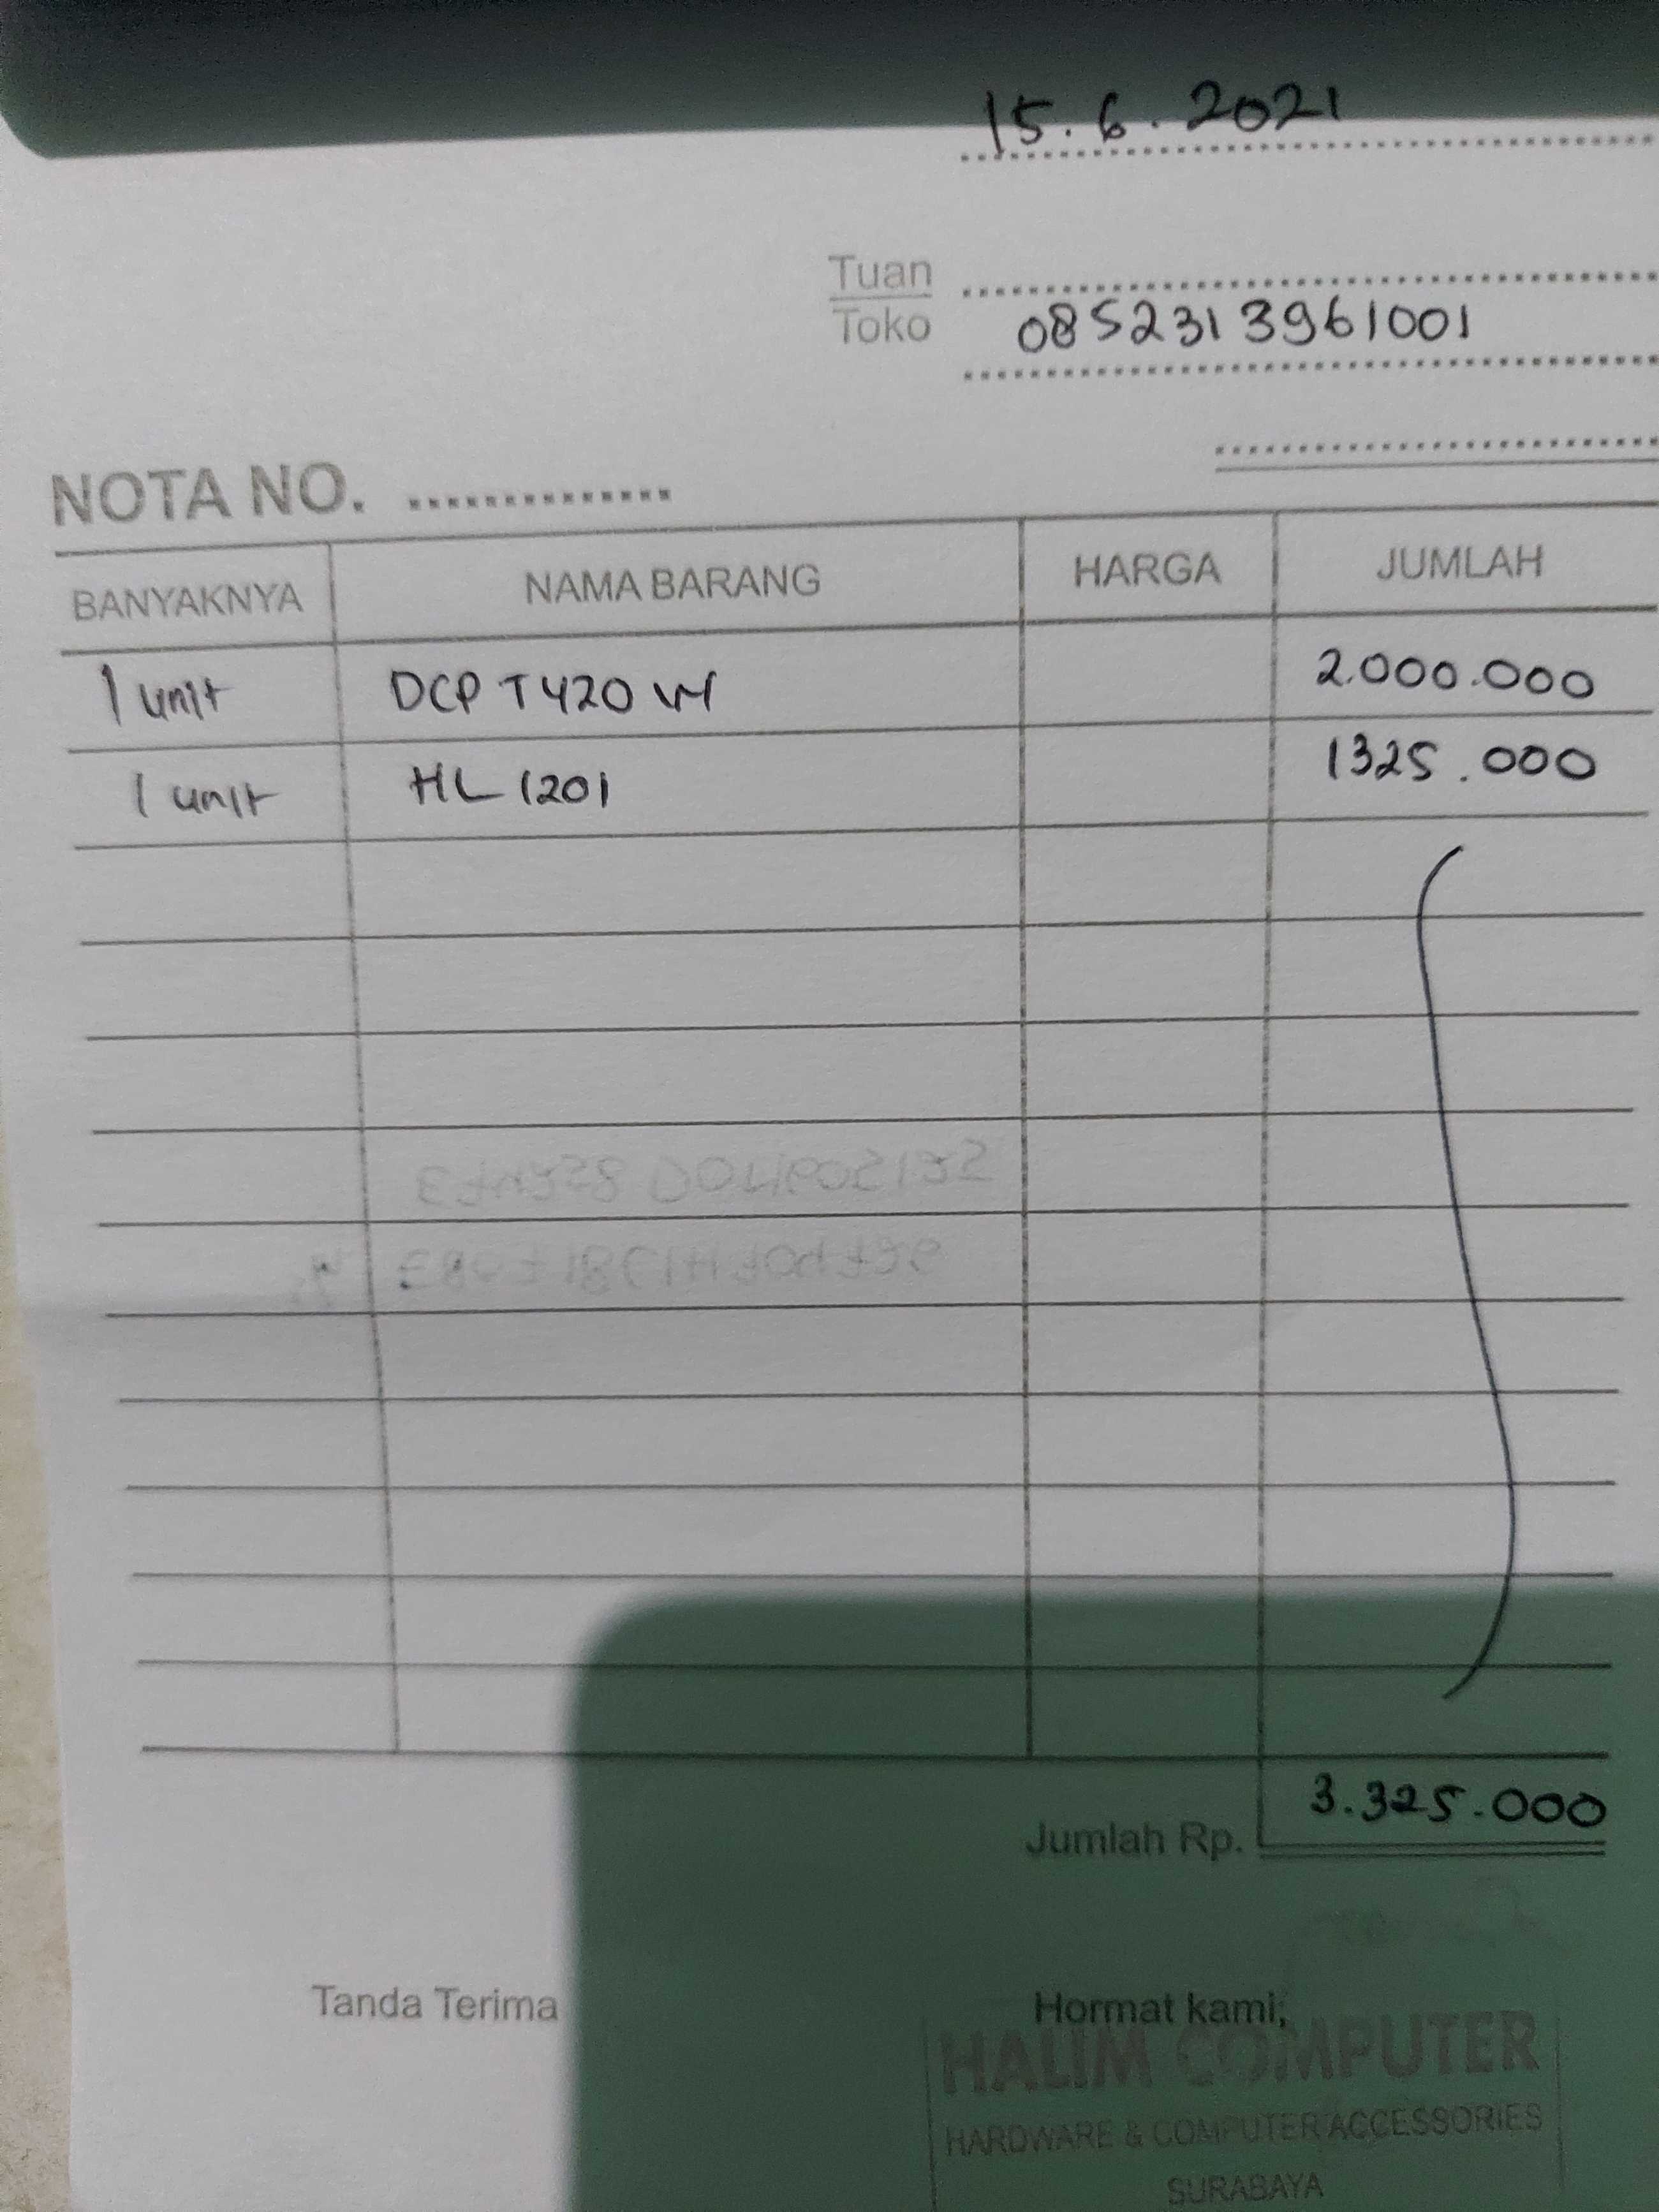 15.6.2021
Tuan
Toko 0852313961001
NOTA NO. ..............
BANYAKNYA NAMA BARANG HARGA JUMLAH
1 unit DCP T420 W 2.000.000
1 unit HL 1201 1325.000
Jumlah Rp. 3.325.000
Tanda Terima Hormat kami,
HALIM COMPUTER
HARDWARE & COMPUTER ACCESSORIES
SURABAYA